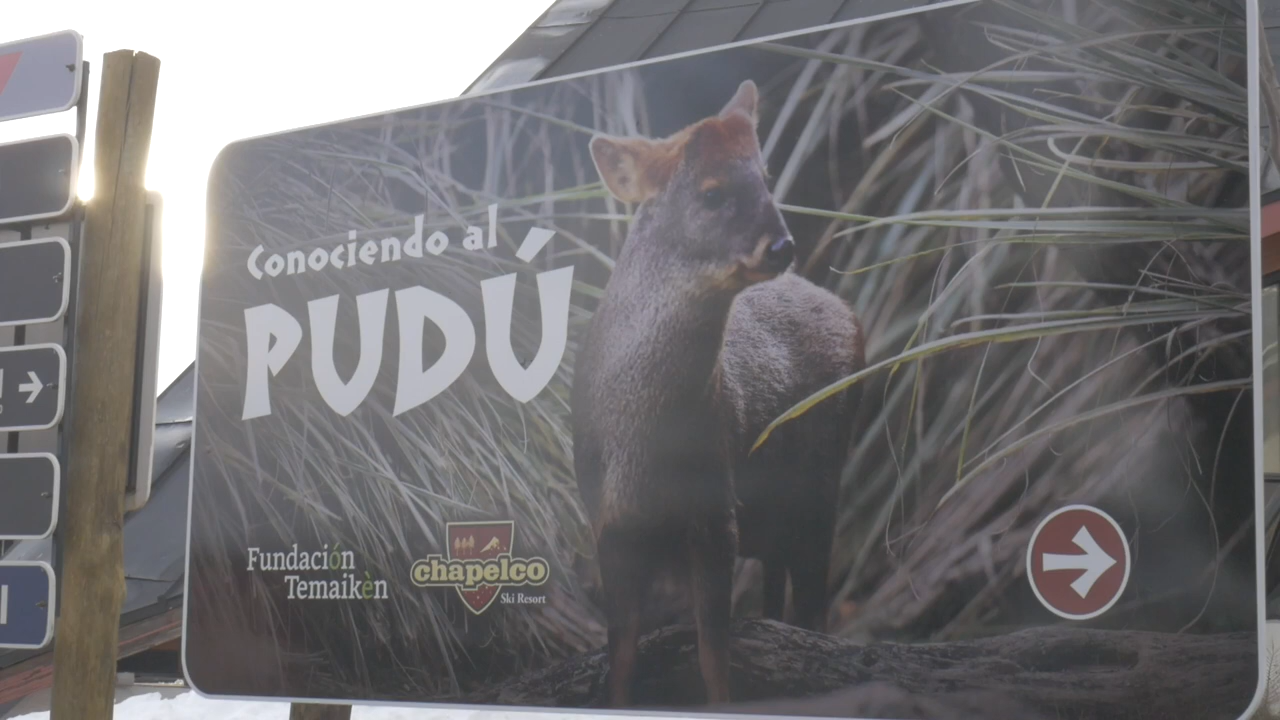 Conociendo al
PUDÚ
Fundación
Temaikèn
chapelco
Ski Resort